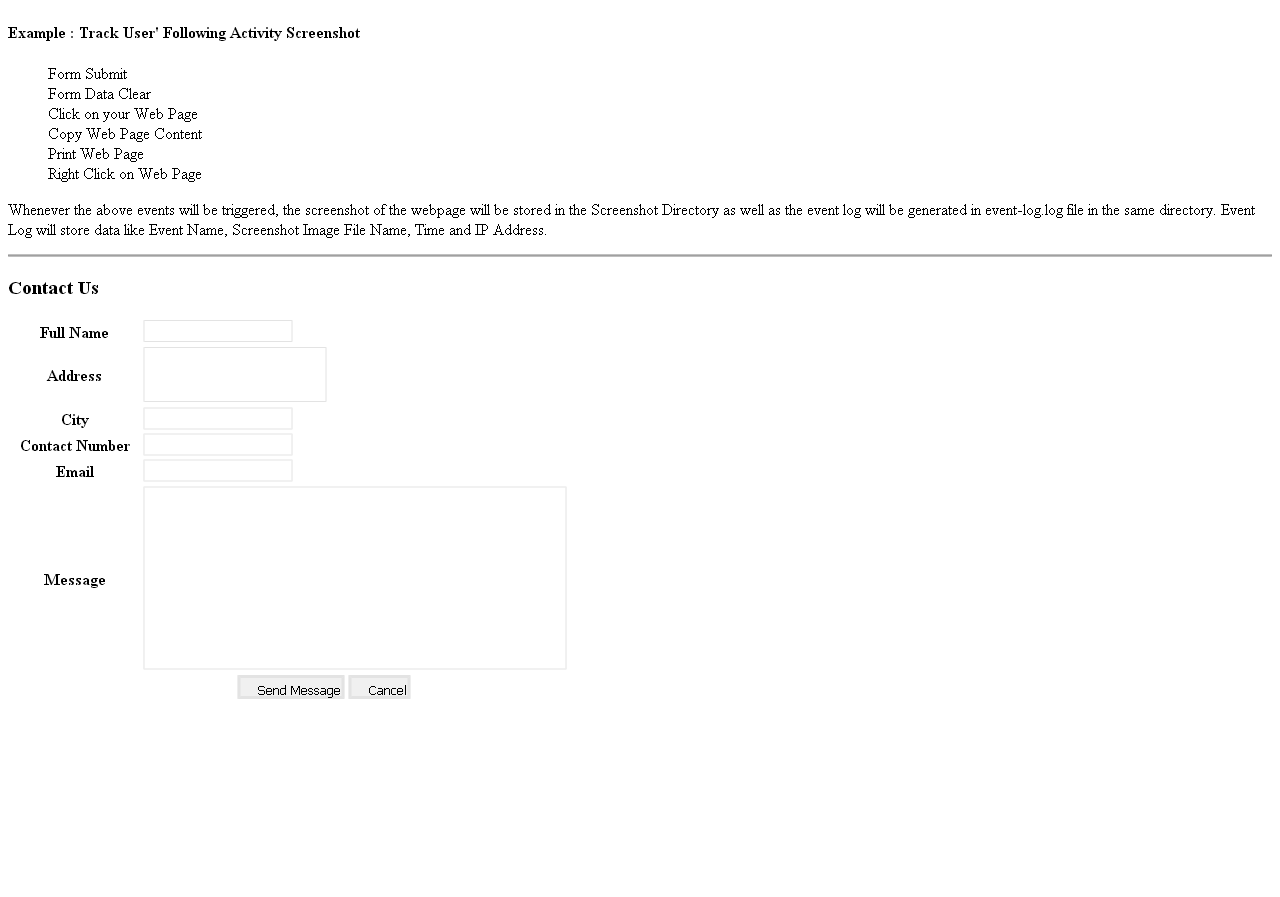 Example : Track User' Following Activity Screenshot
Form Submit
Form Data Clear
Click on your Web Page
Copy Web Page Content
Print Web Page
Right Click on Web Page
Whenever the above events will be triggered, the screenshot of the webpage will be stored in the Screenshot Directory as well as the event log will be generated in event-log.log file in the same directory. Event
Log will store data like Event Name, Screenshot Image File Name, Time and IP Address.
Contact Us
Full Name
Address
City
Contact Number
Email
Message
Send Message Cancel